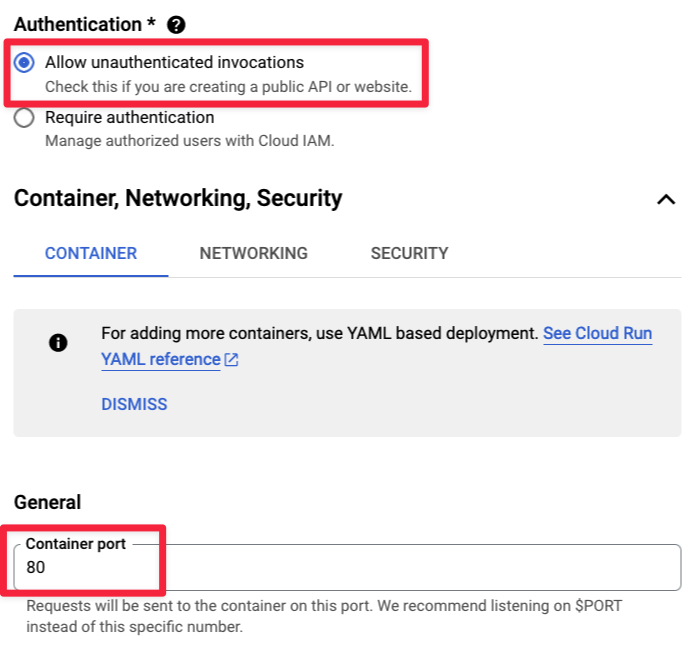 Authentication *
Allow unauthenticated invocations
Check this if you are creating a public API or website.
Require authentication
Manage authorized users with Cloud IAM.
Container, Networking, Security
CONTAINER NETWORKING SECURITY
For adding more containers, use YAML based deployment. See Cloud Run
YAML reference
DISMISS
General
Container port
80
Requests will be sent to the container on this port. We recommend listening on $PORT
instead of this specific number.